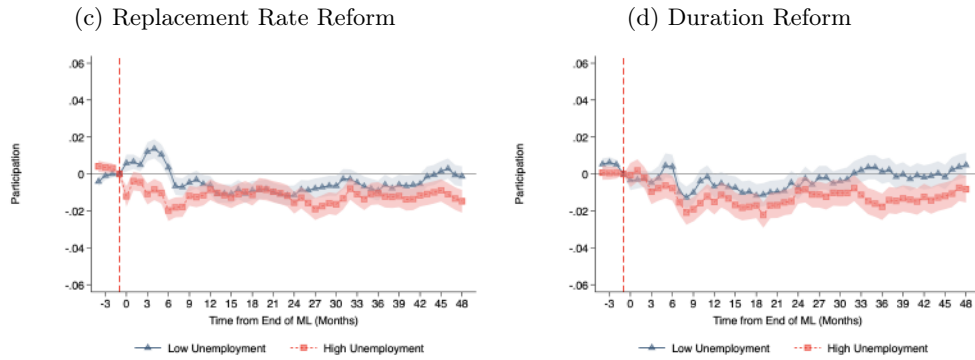 (c) Replacement Rate Reform
.06
.04
.02
0
-.02
-.04
-.06
Participation
-3 0 3 6 9 12 15 18 21 24 27 30 33 36 39 42 45 48
Time from End of ML (Months)
Low Unemployment High Unemployment
(d) Duration Reform
.06
.04
.02
0
-.02
-.04
-.06
Participation
-3 0 3 6 9 12 15 18 21 24 27 30 33 36 39 42 45 48
Time from End of ML (Months)
Low Unemployment High Unemployment